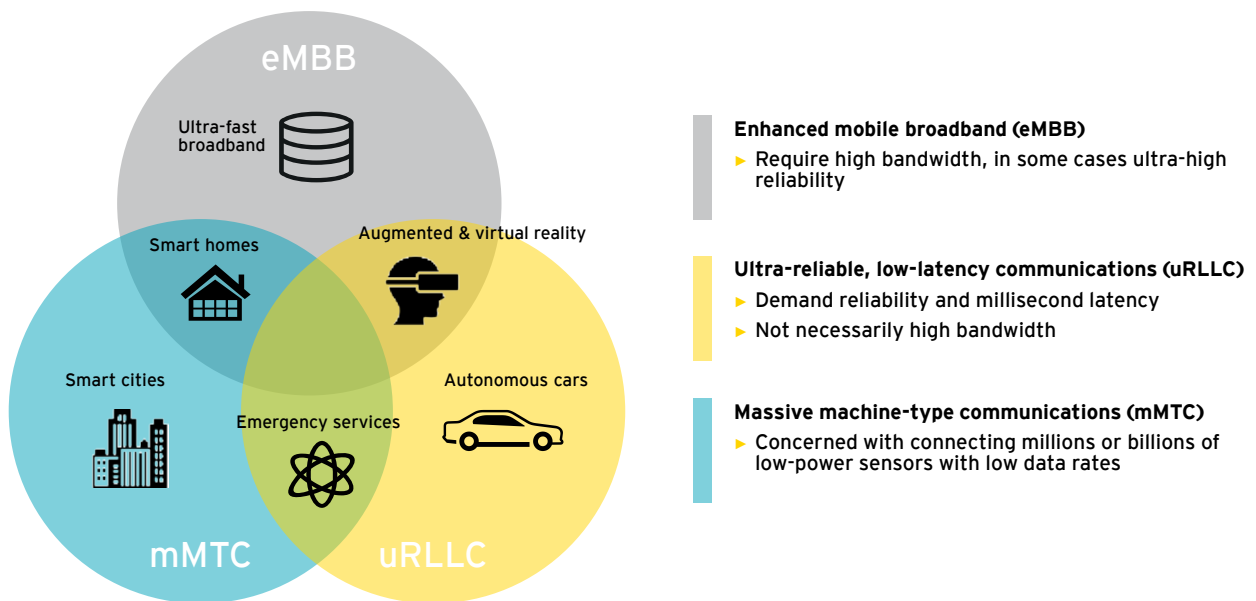 eMBB
Ultra-fast
broadband
Smart homes
Augmented & virtual reality
Smart cities
Autonomous cars
Emergency services
mMTC
uRLLC
Enhanced mobile broadband (eMBB)
► Require high bandwidth, in some cases ultra-high
reliability
Ultra-reliable, low-latency communications (uRLLC)
► Demand reliability and millisecond latency
► Not necessarily high bandwidth
Massive machine-type communications (mMTC)
► Concerned with connecting millions or billions of
low-power sensors with low data rates